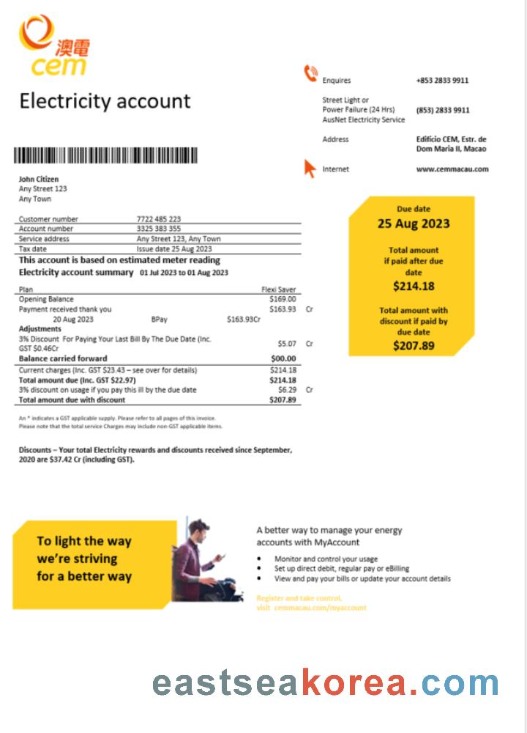 澳電
cem
Electricity account
Enquires +853 2833 9911
Street Light or
Power Failure (24 Hrs) (853) 2833 9911
AusNet Electricity Service
Address Edificio CEM, Estr. de
Dom Maria II, Macao
Internet www.cemmacau.com
John Citizen
Any Street 123
Any Town
Customer number 7722 485 223
Account number 3325 383 355
Service address Any Street 123, Any Town
Tax date Issue date 25 Aug 2023
This account is based on estimated meter reading
Electricity account summary 01 Jul 2023 to 01 Aug 2023
Plan Flexi Saver
Opening Balance $169.00
Payment received thank you $163.93 Cr
20 Aug 2023 BPay $163.93Cr
Adjustments
3% Discount For Paying Your Last Bill By The Due Date (Inc.
GST $0.46Cr $5.07 Cr
Balance carried forward $00.00
Current charges (Inc. GST $23.43 – see over for details) $214.18
Total amount due (Inc. GST $22.97) $214.18
3% discount on usage if you pay this ill by the due date $6.29 Cr
Total amount due with discount $207.89
Due date
25 Aug 2023
Total amount
if paid after due
date
$214.18
Total amount with
discount if paid by
due date
$207.89
An * indicates a GST applicable supply. Please refer to all pages of this invoice.
Please note that the total service Charges may include non-GST applicable items.
Discounts – Your total Electricity rewards and discounts received since September,
2020 are $37.42 Cr (including GST).
To light the way
we're striving
for a better way
A better way to manage your energy
accounts with MyAccount
• Monitor and control your usage
• Set up direct debit, regular pay or eBilling
• View and pay your bills or update your account details
Register and take control.
visit cemmacau.com/myaccount
eastseakorea.com